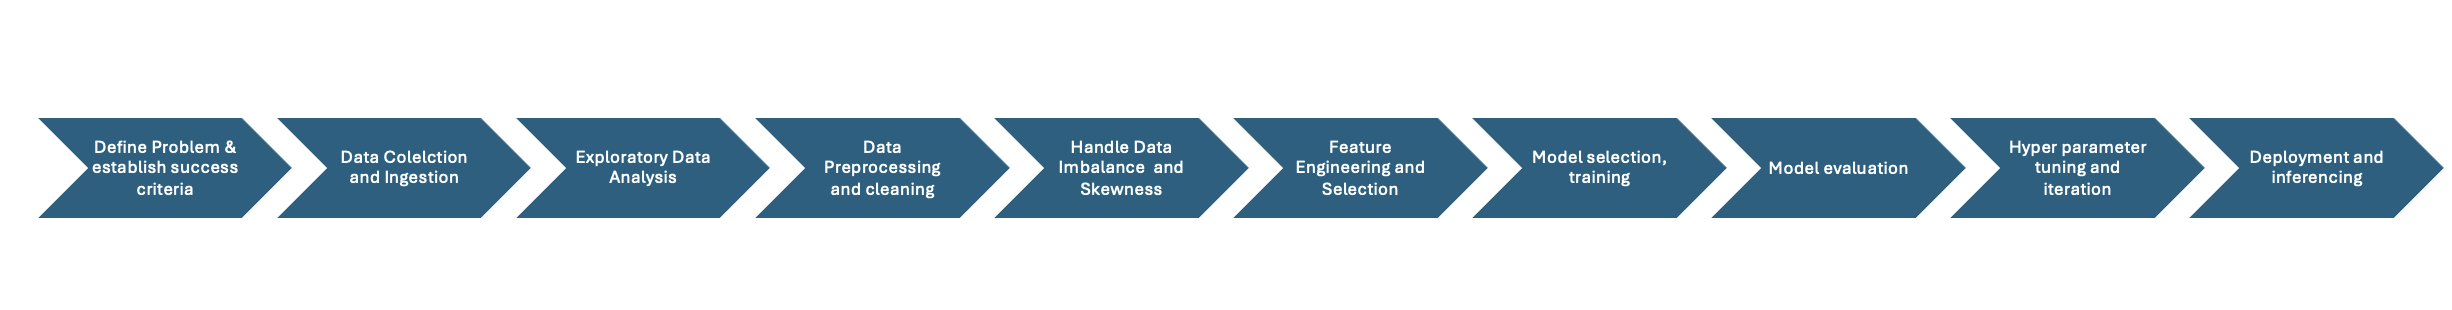 Define Problem &
establish success
criteria
Data Colelction
and Ingestion
Exploratory Data
Analysis
Data
Preprocessing
and cleaning
Handle Data
Imbalance  and
Skewness
Feature
Engineering and
Selection
Model selection,
training
Model evaluation
Hyper parameter
tuning and
iteration
Deployment and
inferencing